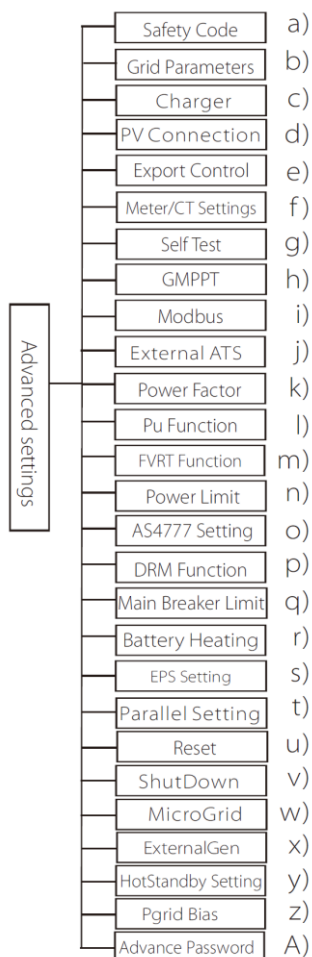 Advanced settings
Safety Code a)
Grid Parameters b)
Charger c)
PV Connection d)
Export Control e)
Meter/CT Settings f)
Self Test g)
GMPPT h)
Modbus i)
External ATS j)
Power Factor k)
Pu Function l)
FVRT Function m)
Power Limit n)
AS4777 Setting o)
DRM Function p)
Main Breaker Limit q)
Battery Heating r)
EPS Setting s)
Parallel Setting t)
Reset u)
ShutDown v)
MicroGrid w)
ExternalGen x)
HotStandby Setting y)
Pgrid Bias z)
Advance Password A)